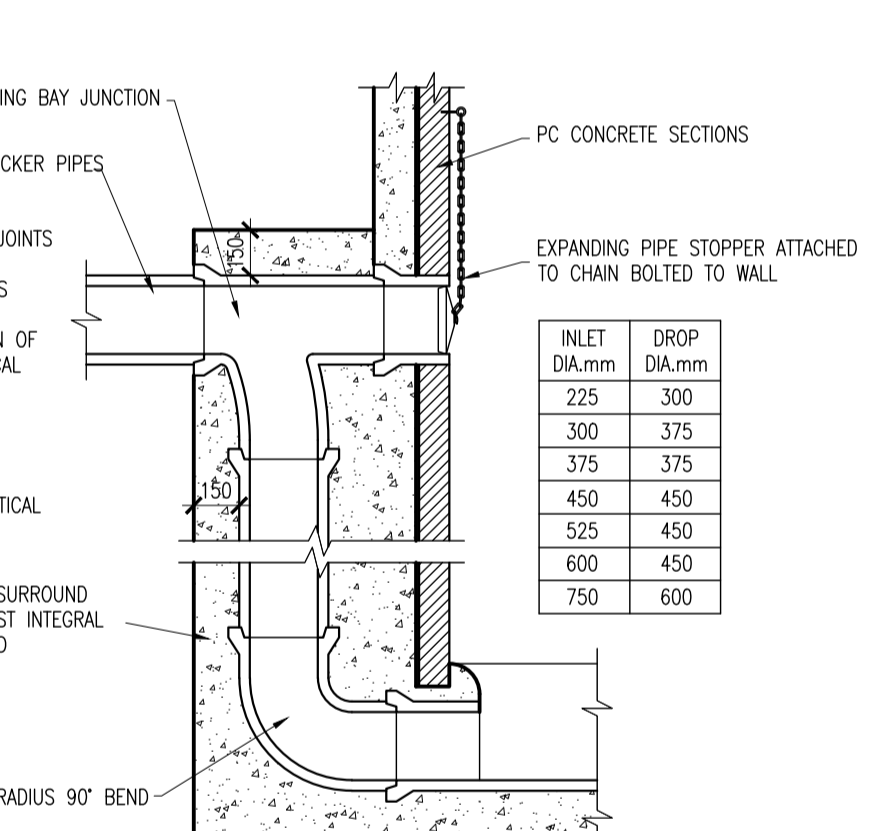 ING BAY JUNCTION
CKER PIPES
JOINTS
S
N OF
CAL
TICAL
SURROUND
ST INTEGRAL
RADIUS 90° BEND
150
150
PC CONCRETE SECTIONS
EXPANDING PIPE STOPPER ATTACHED
TO CHAIN BOLTED TO WALL
INLET DROP
DIA.mm DIA.mm
225 300
300 375
375 375
450 450
525 450
600 450
750 600